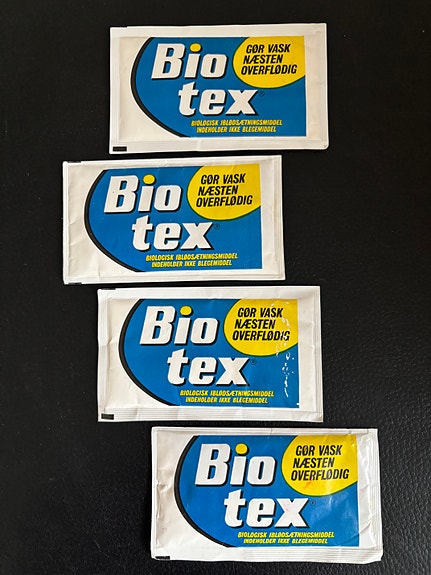 Bio
tex
GØR VASK
NÆSTEN
OVERFLØDIG
BIOLOGISK IBLØDSÆTNINGSMIDDEL
INDEHOLDER IKKE BLEGEMIDDEL
Bio
tex
GØR VASK
NÆSTEN
OVERFLØDIG
BIOLOGISK IBLØDSÆTNINGSMIDDEL
INDEHOLDER IKKE BLEGEMIDDEL
Bio
tex®
GØR VASK
NÆSTEN
OVERFLØDIG
BIOLOGISK IBLØDSÆTNINGSMIDDEL
INDEHOLDER IKKE BLEGEMIDDEL
Bio
tex®
GØR VASK
NÆSTEN
OVERFLØDIG
BIOLOGISK IBLØDSÆTNINGSMIDDEL
INDEHOLDER IKKE BLEGEMIDDEL